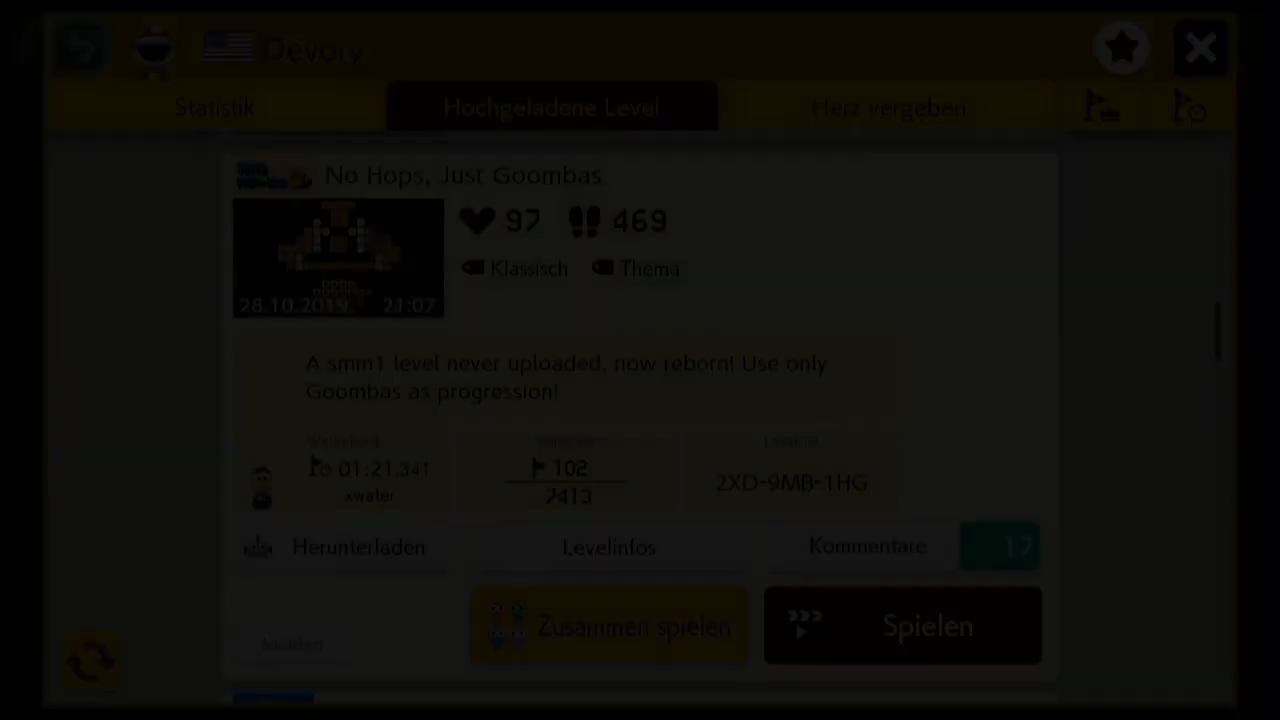 Devory
Statistik
Hochgeladene Level
Herz vergeben
No Hops, Just Goombas
97
469
Klassisch
Thema
28.10.2019
21:07
A smm1 level never uploaded, now reborn! Use only
Goombas as progression!
01:21.341
xwater
102
2413
2XD-9MB-1HG
Herunterladen
Levelinfos
Kommentare
17
Zusammen spielen
Spielen